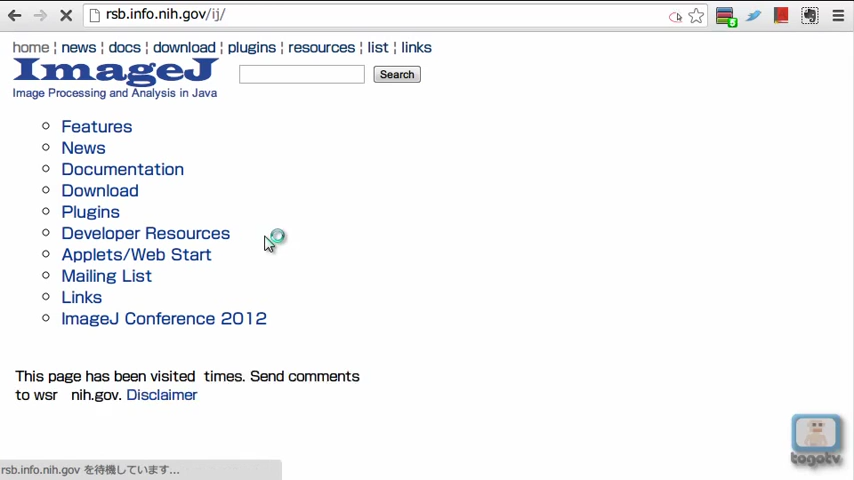 rsb.info.nih.gov/ij/
5
home ¦ news ¦ docs ¦ download ¦ plugins ¦ resources ¦ list ¦ links
ImageJ
Search
Image Processing and Analysis in Java
Features
News
Documentation
Download
Plugins
Developer Resources
Applets/Web Start
Mailing List
Links
ImageJ Conference 2012
This page has been visited times. Send comments
to wsr nih.gov. Disclaimer
togotv
rsb.info.nih.gov を待機しています...